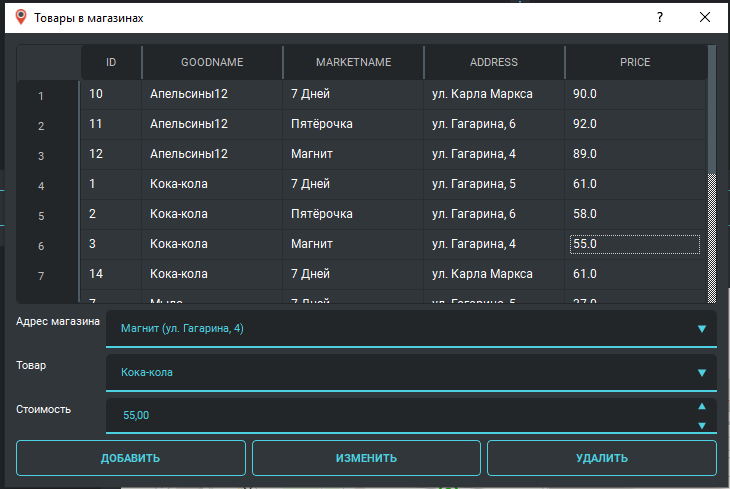 Товары в магазинах ?
ID GOODNAME MARKETNAME ADDRESS PRICE
1 10 Апельсины12 7 Дней ул. Карла Маркса 90.0
2 11 Апельсины12 Пятёрочка ул. Гагарина, 6 92.0
3 12 Апельсины12 Магнит ул. Гагарина, 4 89.0
4 1 Кока-кола 7 Дней ул. Гагарина, 5 61.0
5 2 Кока-кола Пятёрочка ул. Гагарина, 6 58.0
6 3 Кока-кола Магнит ул. Гагарина, 4 55.0
7 14 Кока-кола 7 Дней ул. Карла Маркса 61.0
7 Мыло 7 Дней ул. Гагарина, 5 37.0
Адрес магазина Магнит (ул. Гагарина, 4)
Товар Кока-кола
Стоимость 55,00
ДОБАВИТЬ ИЗМЕНИТЬ УДАЛИТЬ